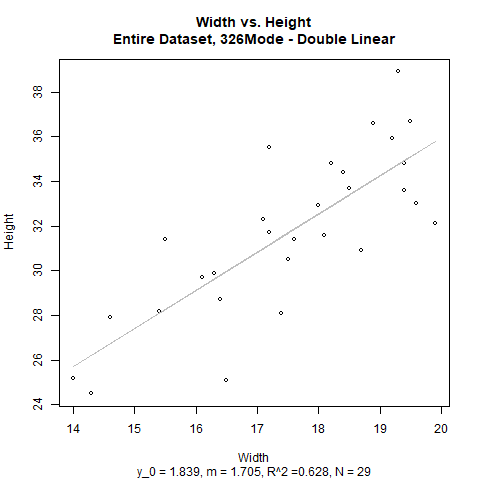 Width vs. Height
Entire Dataset, 326Mode - Double Linear
38
36
34
32
30
28
26
24
Height
14 15 16 17 18 19 20
Width
y_0 = 1.839, m = 1.705, R^2 =0.628, N = 29